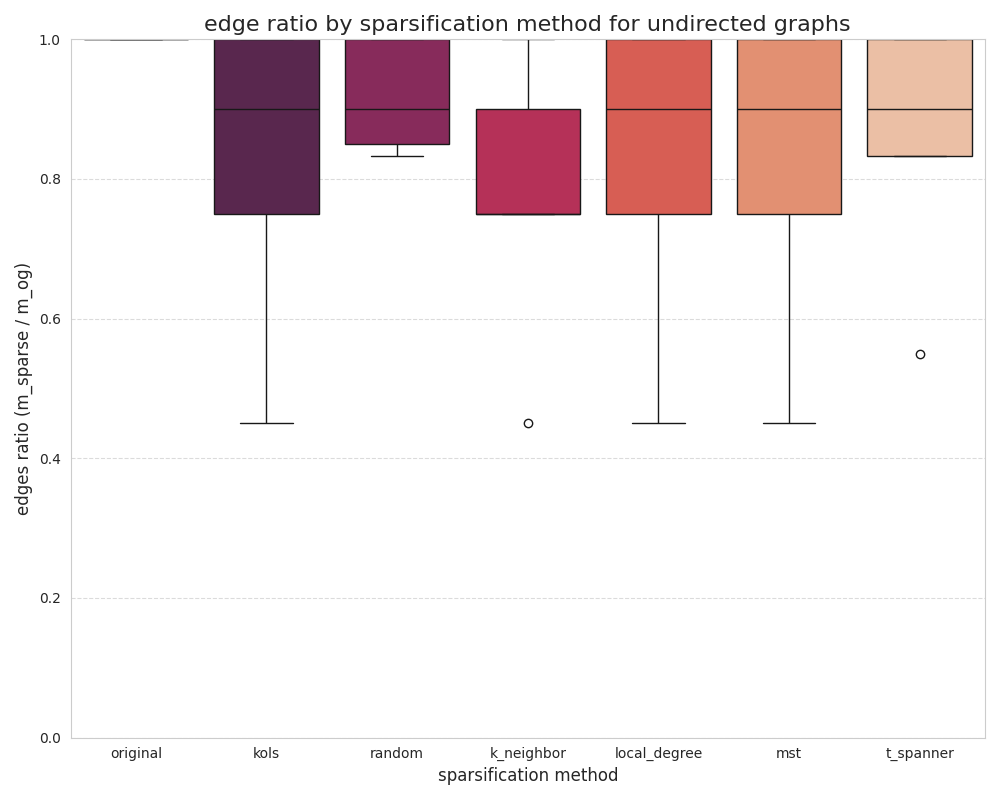 edge ratio by sparsification method for undirected graphs
edges ratio (m_sparse / m_og)
1.0
0.8
0.6
0.4
0.2
0.0
original kols random k_neighbor local_degree mst t_spanner
sparsification method